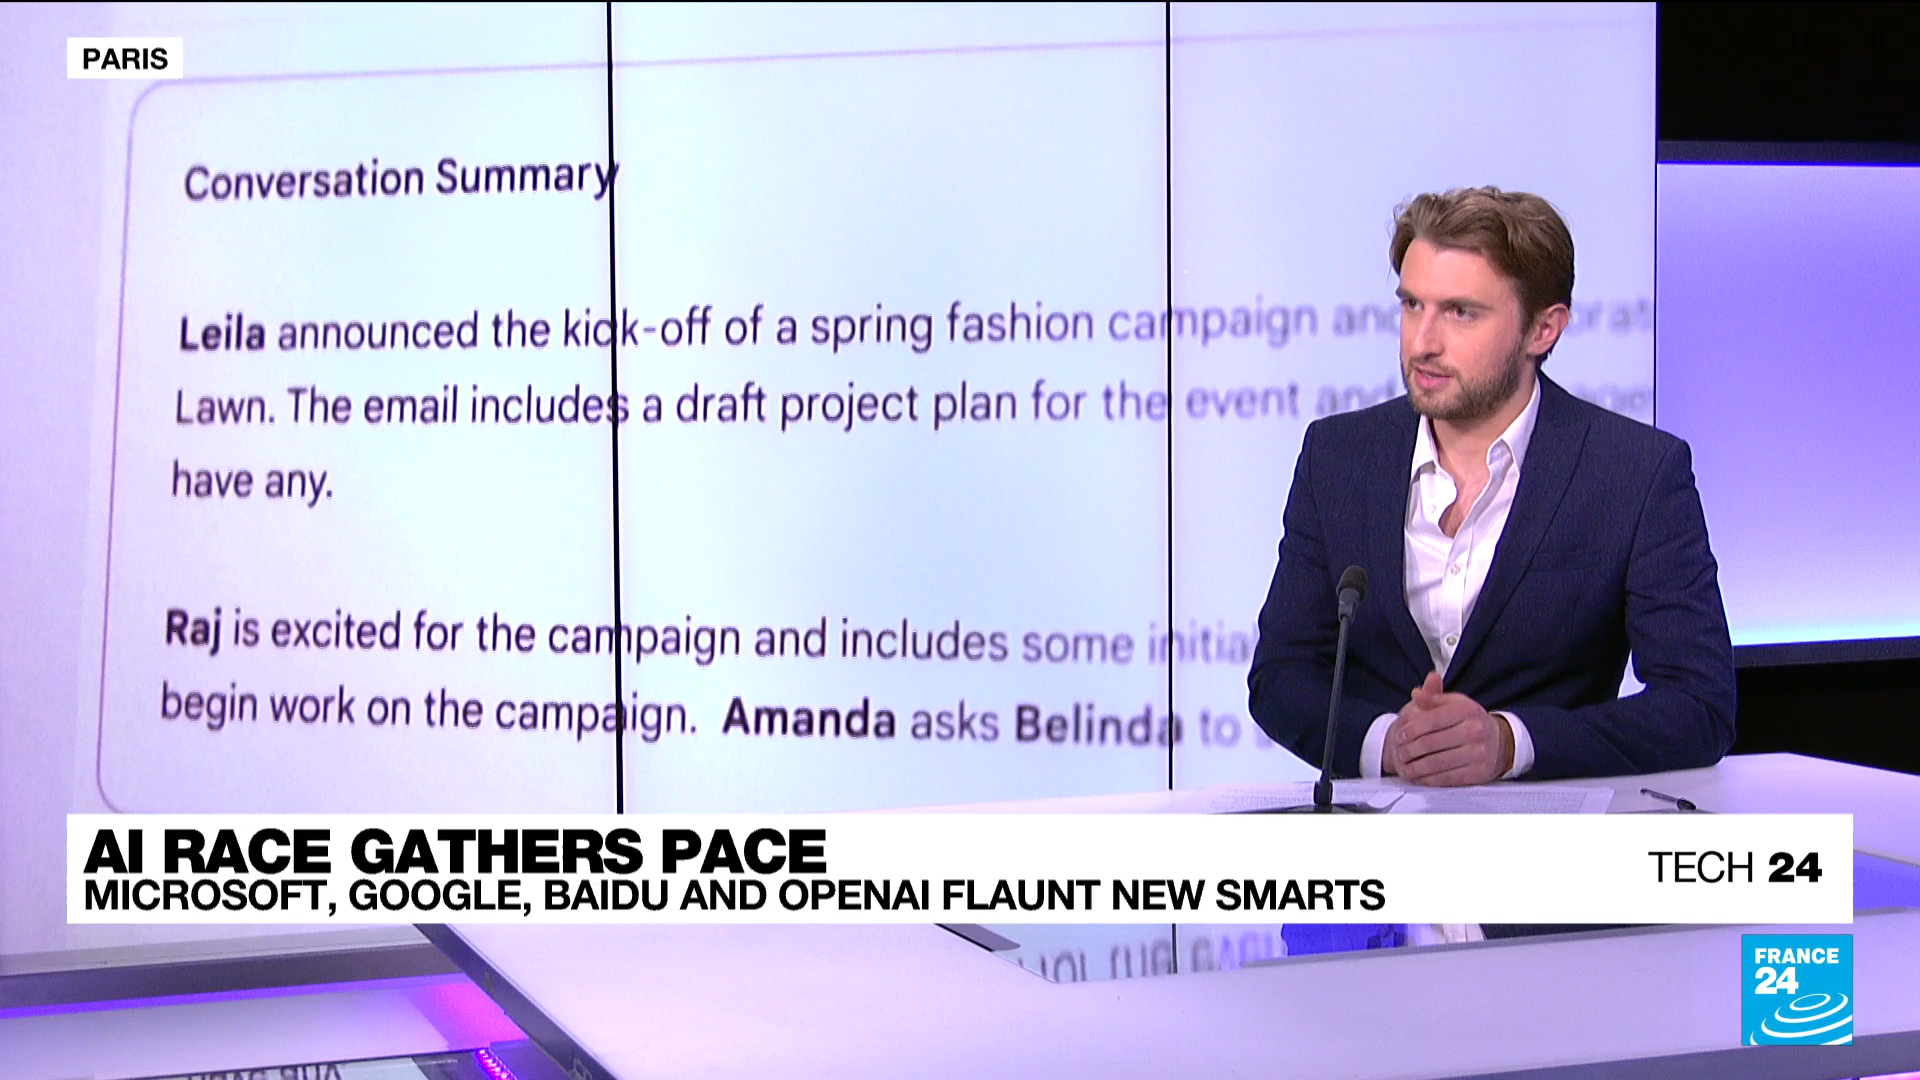 PARIS
Conversation Summary
Leila announced the kick-off of a spring fashion campaign and
Lawn. The email includes a draft project plan for the event and
have any.
Raj is excited for the campaign and includes some initial
begin work on the campaign. Amanda asks Belinda to
AI RACE GATHERS PACE
MICROSOFT, GOOGLE, BAIDU AND OPENAI FLAUNT NEW SMARTS
TECH 24
FRANCE
24